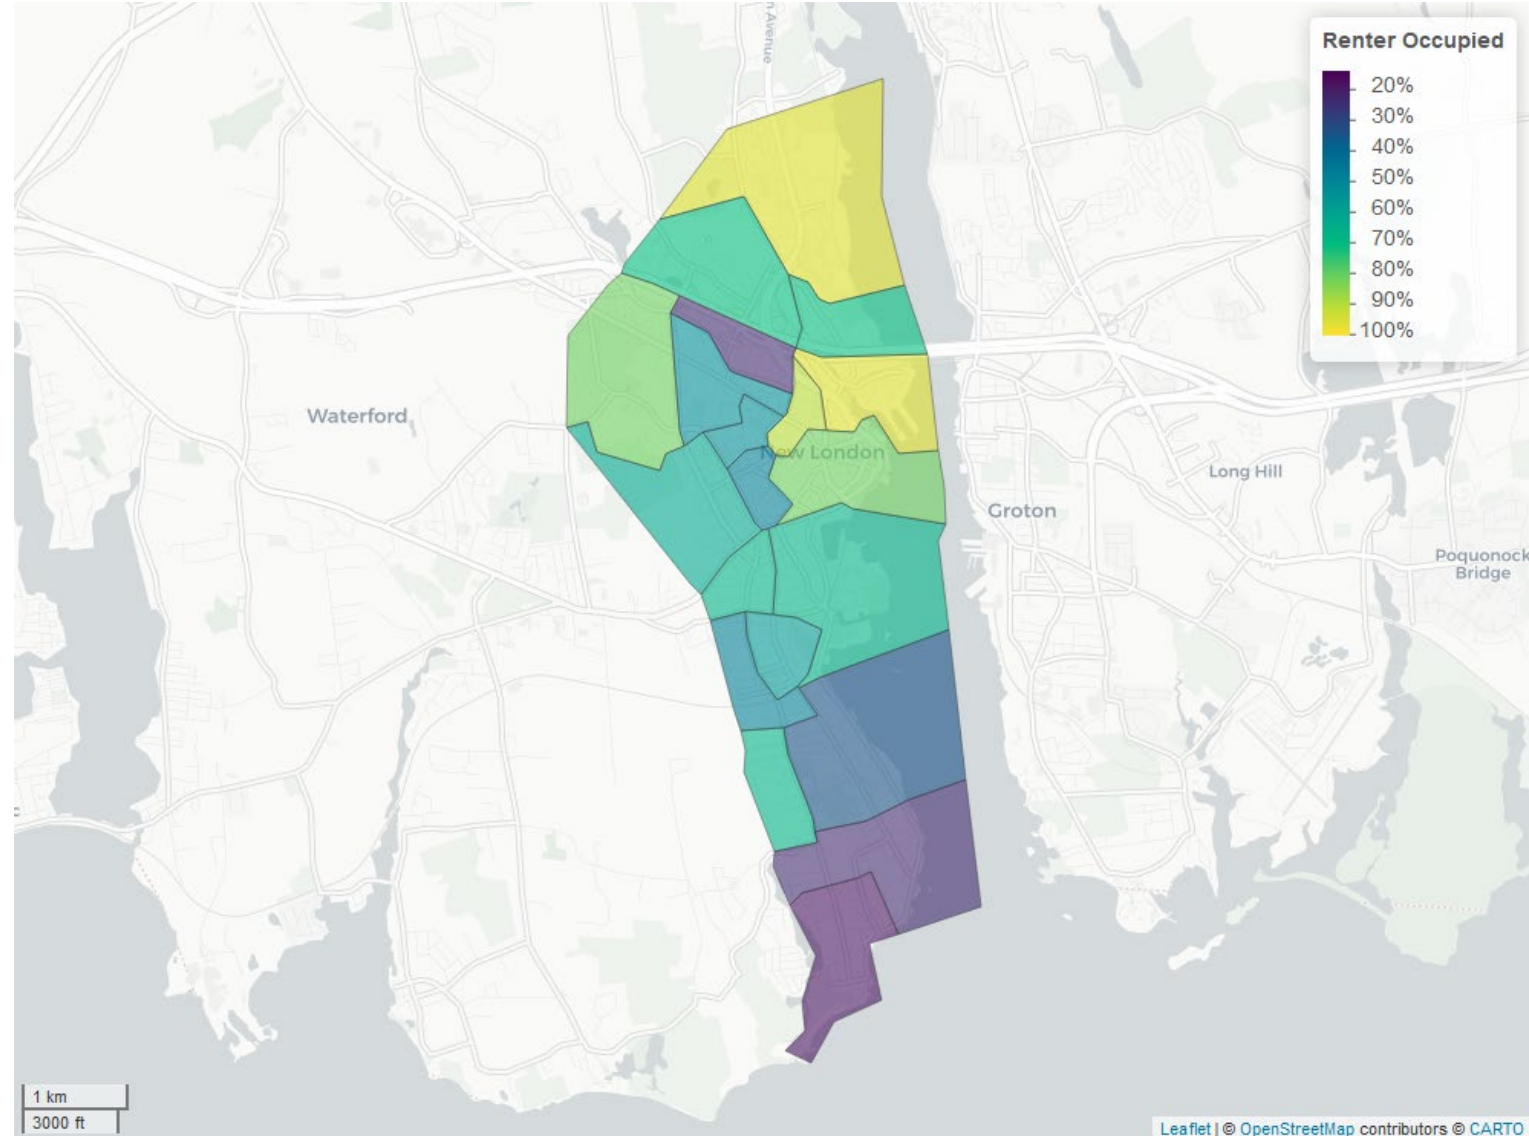 n Avenue
Renter Occupied
20%
30%
40%
50%
60%
70%
80%
90%
100%
Waterford
New London
Long Hill
Groton
Poquonock
Bridge
1 km
3000 ft
Leaflet | © OpenStreetMap contributors © CARTO